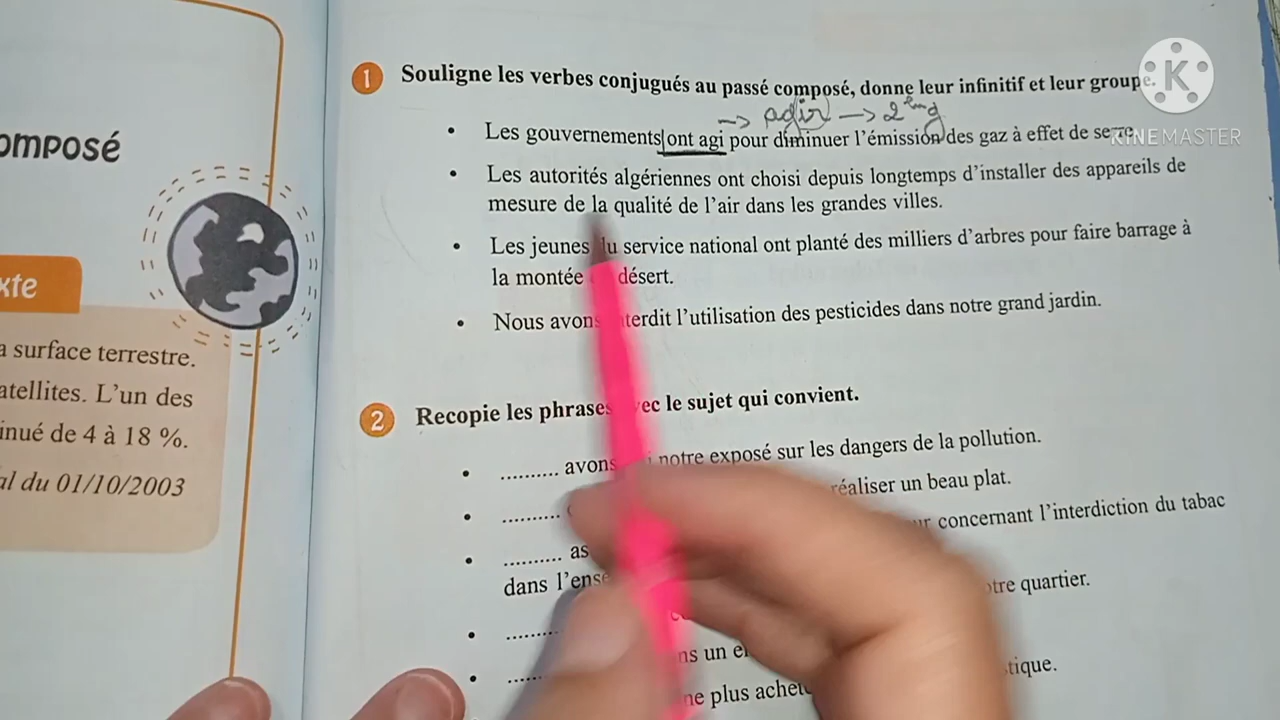 omposé
xte
a surface terrestre.
atellites. L'un des
inué de 4 à 18 %.
al du 01/10/2003
1 Souligne les verbes conjugués au passé composé, donne leur infinitif et leur groupe.
→ agir → 2èmg
• Les gouvernements ont agi pour diminuer l'émission des gaz à effet de serre.
• Les autorités algériennes ont choisi depuis longtemps d'installer des appareils de
mesure de la qualité de l'air dans les grandes villes.
• Les jeunes du service national ont planté des milliers d'arbres pour faire barrage à
la montée désert.
• Nous avons interdit l'utilisation des pesticides dans notre grand jardin.
2 Recopie les phrases avec le sujet qui convient.
• .......... avons notre exposé sur les dangers de la pollution.
• .......... réaliser un beau plat.
• .......... as concernant l'interdiction du tabac
dans l'ens
• .......... otre quartier.
• .......... ns un
ne plus achet tique.
K
KINEMASTER